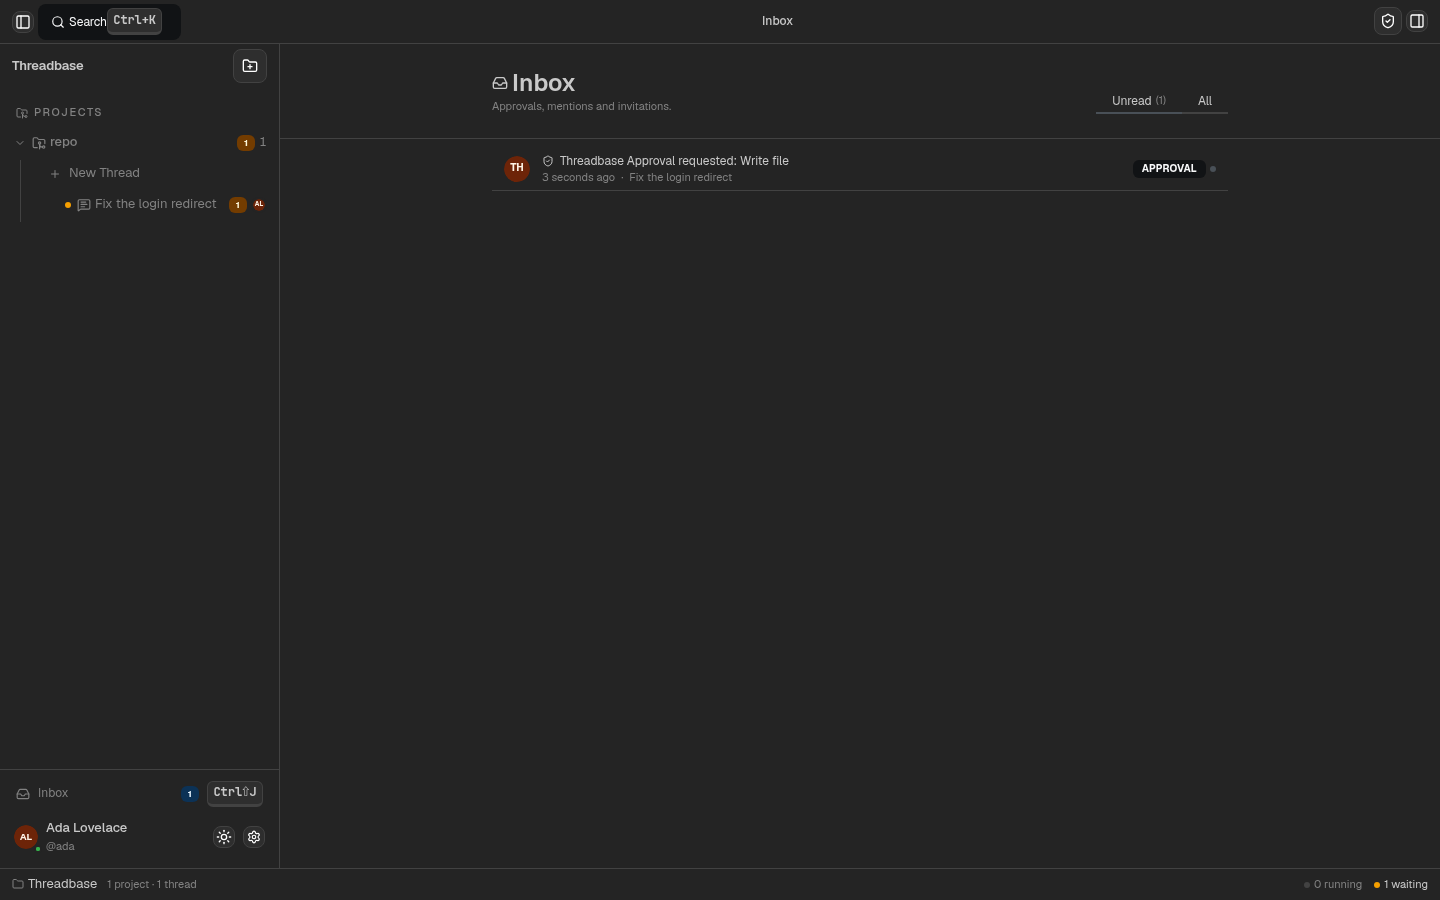 Search Ctrl+K
Inbox
Threadbase
PROJECTS
repo 1 1
New Thread
Fix the login redirect 1 AL
Inbox
Approvals, mentions and invitations.
Unread (1) All
TH Threadbase Approval requested: Write file
3 seconds ago · Fix the login redirect
APPROVAL
Inbox 1 Ctrl⇧J
AL Ada Lovelace
@ada
Threadbase 1 project · 1 thread
0 running 1 waiting